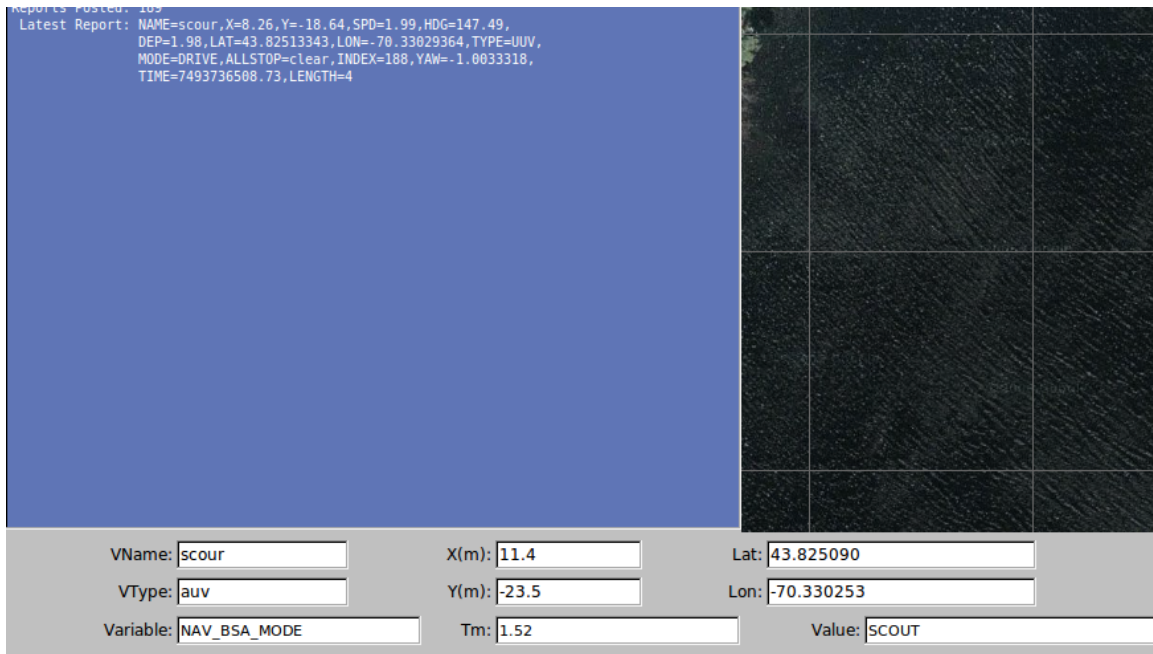 Reports Posted: 189
Latest Report: NAME=scour,X=8.26,Y=-18.64,SPD=1.99,HDG=147.49,
DEP=1.98,LAT=43.82513343,LON=-70.33029364,TYPE=UUV,
MODE=DRIVE,ALLSTOP=clear,INDEX=188,YAW=-1.0033318,
TIME=7493736508.73,LENGTH=4
VName: scour X(m): 11.4 Lat: 43.825090
VType: auv Y(m): -23.5 Lon: -70.330253
Variable: NAV_BSA_MODE Tm: 1.52 Value: SCOUT